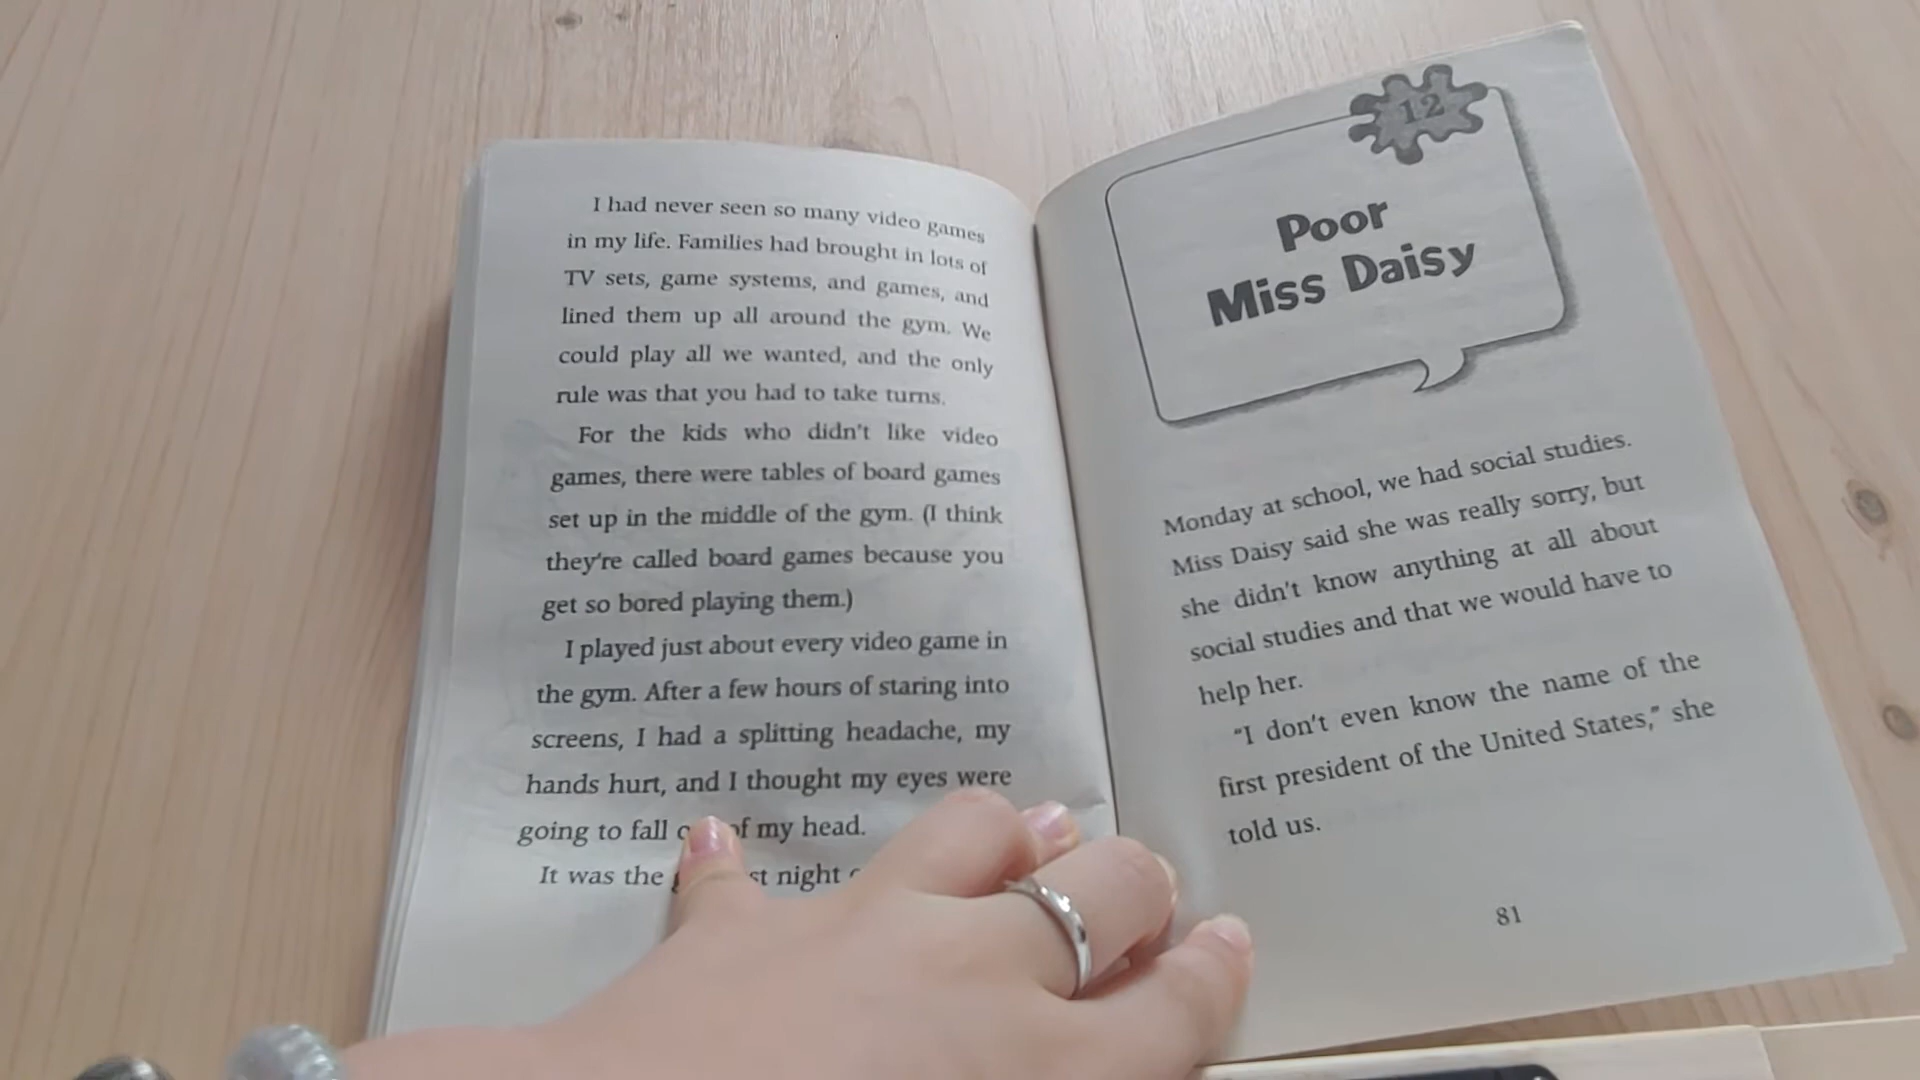 I had never seen so many video games
in my life. Families had brought in lots of
TV sets, game systems, and games, and
lined them up all around the gym. We
could play all we wanted, and the only
rule was that you had to take turns.
For the kids who didn't like video
games, there were tables of board games
set up in the middle of the gym. (I think
they're called board games because you
get so bored playing them.)
I played just about every video game in
the gym. After a few hours of staring into
screens, I had a splitting headache, my
hands hurt, and I thought my eyes were
going to fall of my head.
It was the night
12
Poor
Miss Daisy
Monday at school, we had social studies.
Miss Daisy said she was really sorry, but
she didn't know anything at all about
social studies and that we would have to
help her.
"I don't even know the name of the
first president of the United States," she
told us.
81